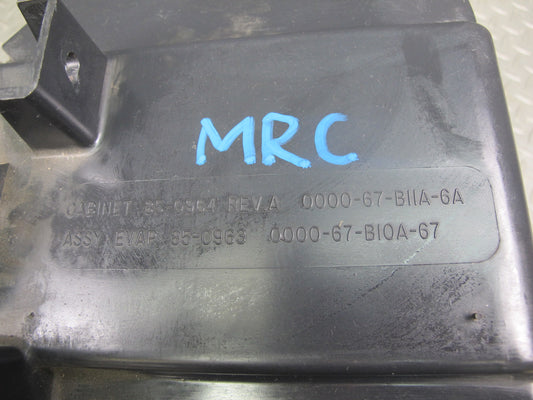 MRC
CABINET 85-0964 REV.A 0000-67-B11A-6A
ASSY EVAP 85-0963 0000-67-B10A-67